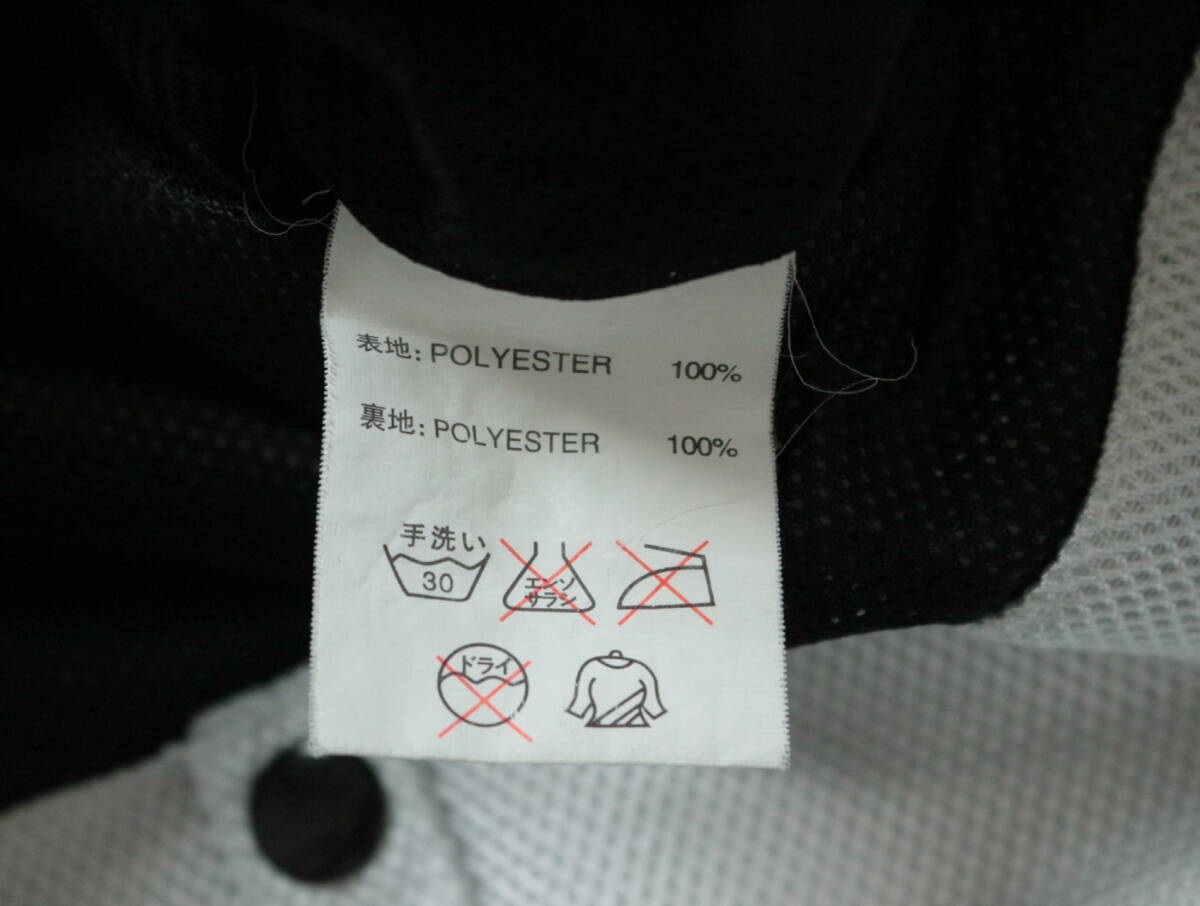 表地: POLYESTER 100%
裏地: POLYESTER 100%
手洗い
30
エンソ
サラシ
ドライ